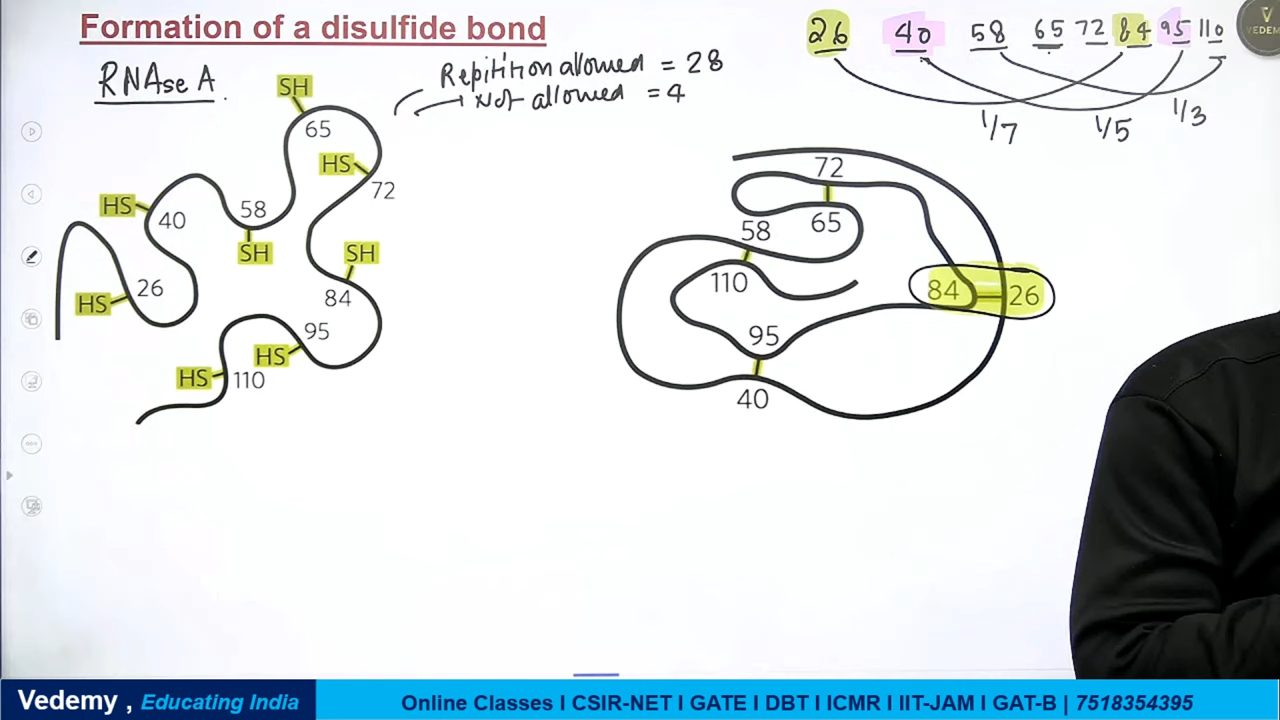 Formation of a disulfide bond
26 40 58 65 72 84 95 110
VEDEM
RNAse A
Repitition allowed = 28
Not allowed = 4
1/7 1/5 1/3
SH
65
HS
72
HS
40
58
SH
SH
84
HS
26
95
HS
HS
110
72
65
58
110
84
26
95
40
Vedemy , Educating India
Online Classes I CSIR-NET I GATE I DBT I ICMR I IIT-JAM I GAT-B | 7518354395